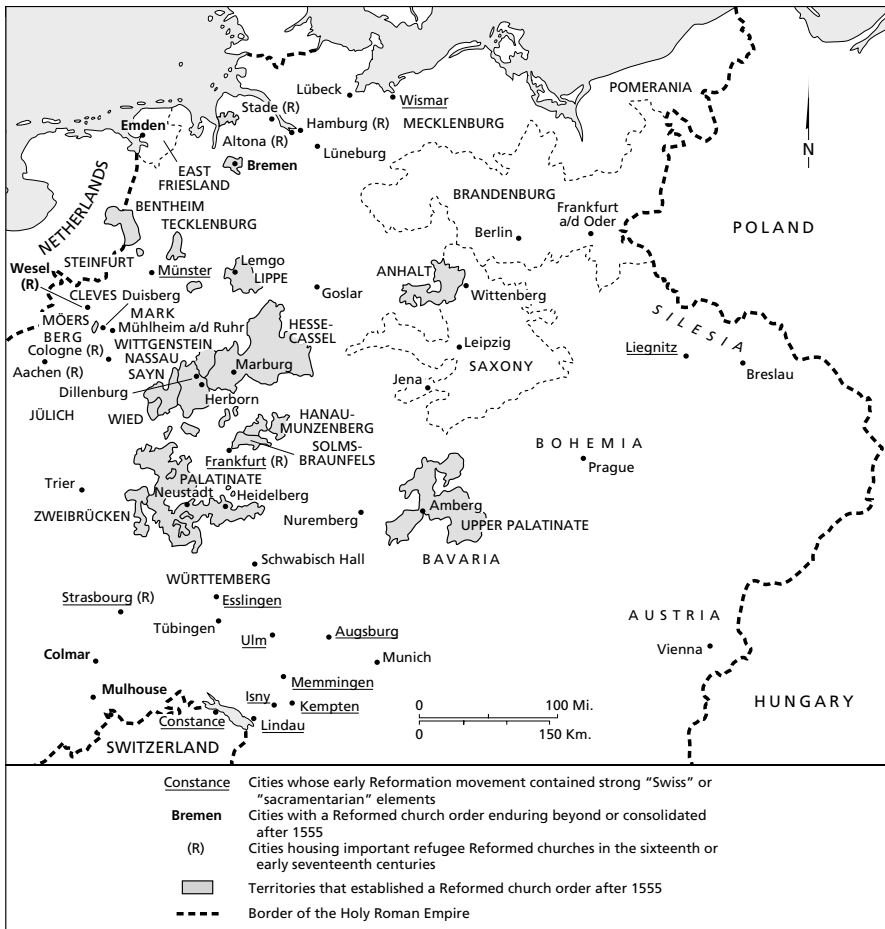 Lübeck
Wismar
POMERANIA
Stade (R)
Hamburg (R)
MECKLENBURG
Emden
Altona (R)
Lüneburg
N
EAST
FRIESLAND
Bremen
NETHERLANDS
BENTHEIM
TECKLENBURG
BRANDENBURG
Berlin
Frankfurt
a/d Oder
POLAND
STEINFURT
Münster
Lemgo
LIPPE
ANHALT
Wittenberg
Wesel
(R)
CLEVES
Duisberg
Goslar
MÖERS
MARK
Mühlheim a/d Ruhr
BERG
HESSE-
CASSEL
SILESIA
Cologne (R)
WITTGENSTEIN
NASSAU
Leipzig
SAXONY
Liegnitz
Breslau
Aachen (R)
SAYN
Marburg
Dillenburg
Herborn
Jena
JÜLICH
WIED
HANAU-
MUNZENBERG
SOLMS-
BRAUNFELS
Frankfurt (R)
BOHEMIA
Prague
Trier
PALATINATE
Neustadt
Heidelberg
Nuremberg
Amberg
UPPER PALATINATE
ZWEIBRÜCKEN
Schwabisch Hall
BAVARIA
WÜRTTEMBERG
Strasbourg (R)
Esslingen
Tübingen
Ulm
Augsburg
AUSTRIA
Vienna
Colmar
Munich
Memmingen
Mulhouse
Isny
Kempten
HUNGARY
Constance
Lindau
SWITZERLAND
0 100 Mi.
0 150 Km.
Constance Cities whose early Reformation movement contained strong “Swiss” or
“sacramentarian” elements
Bremen Cities with a Reformed church order enduring beyond or consolidated
after 1555
(R) Cities housing important refugee Reformed churches in the sixteenth or
early seventeenth centuries
Territories that established a Reformed church order after 1555
Border of the Holy Roman Empire